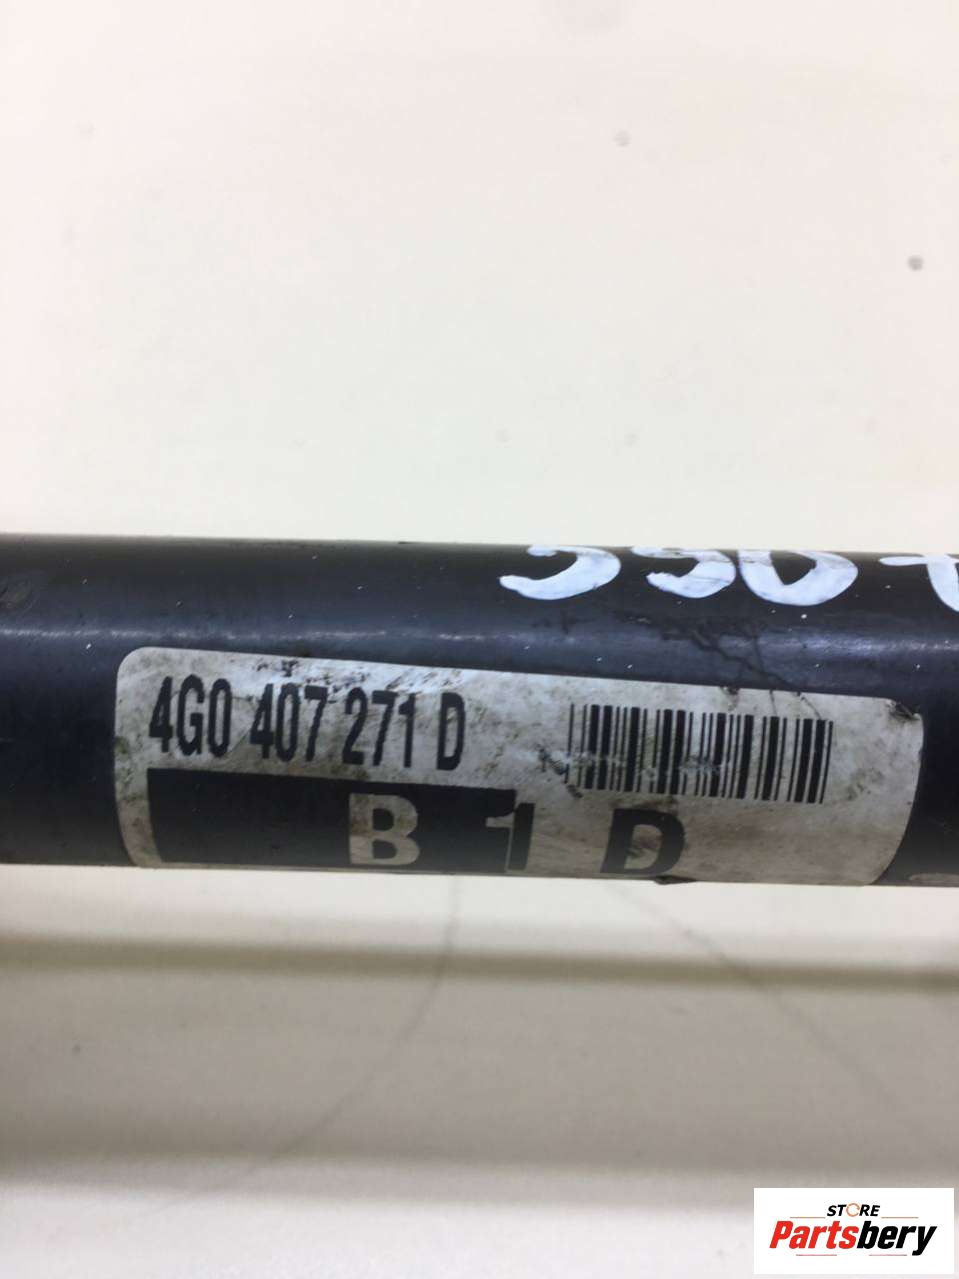 4G0 407 271 D
B 1 D
STORE
Partsbery